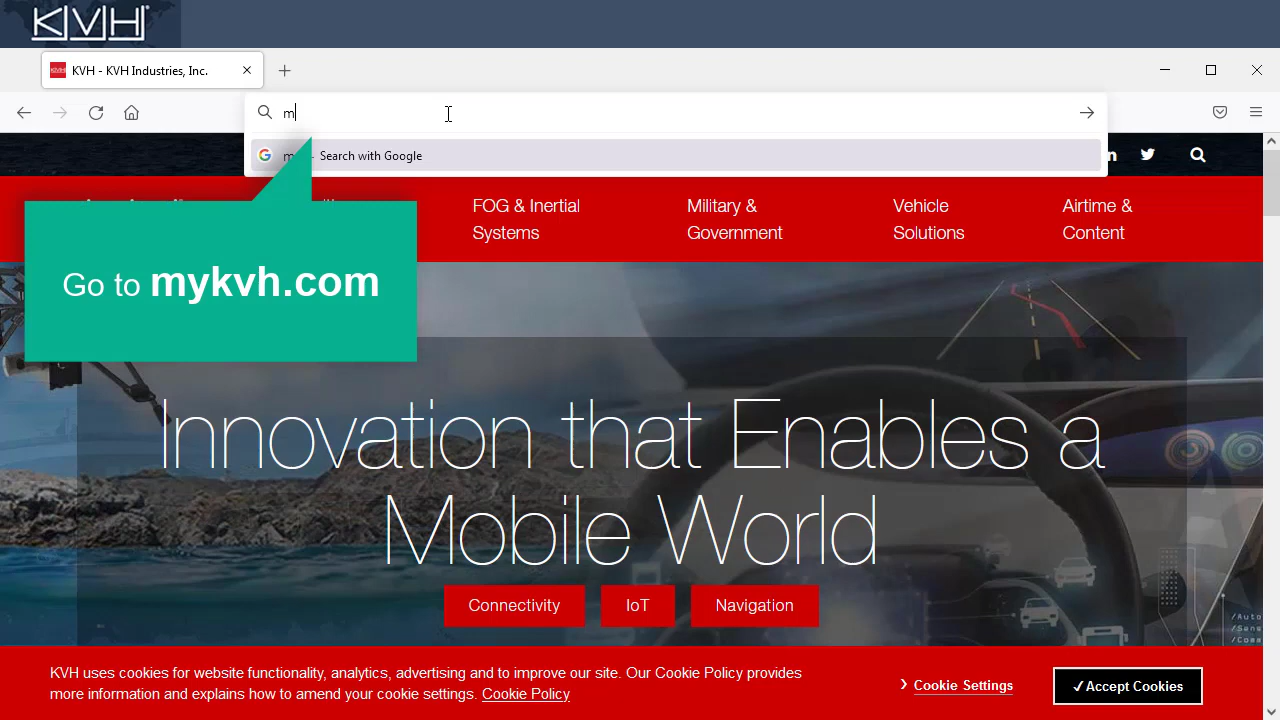 KVH
KVH - KVH Industries, Inc.
m
Search with Google
FOG & Inertial
Systems
Military &
Government
Vehicle
Solutions
Airtime &
Content
Go to mykvh.com
Innovation that Enables a
Mobile World
Connectivity
IoT
Navigation
KVH uses cookies for website functionality, analytics, advertising and to improve our site. Our Cookie Policy provides
more information and explains how to amend your cookie settings. Cookie Policy
Cookie Settings
✓Accept Cookies